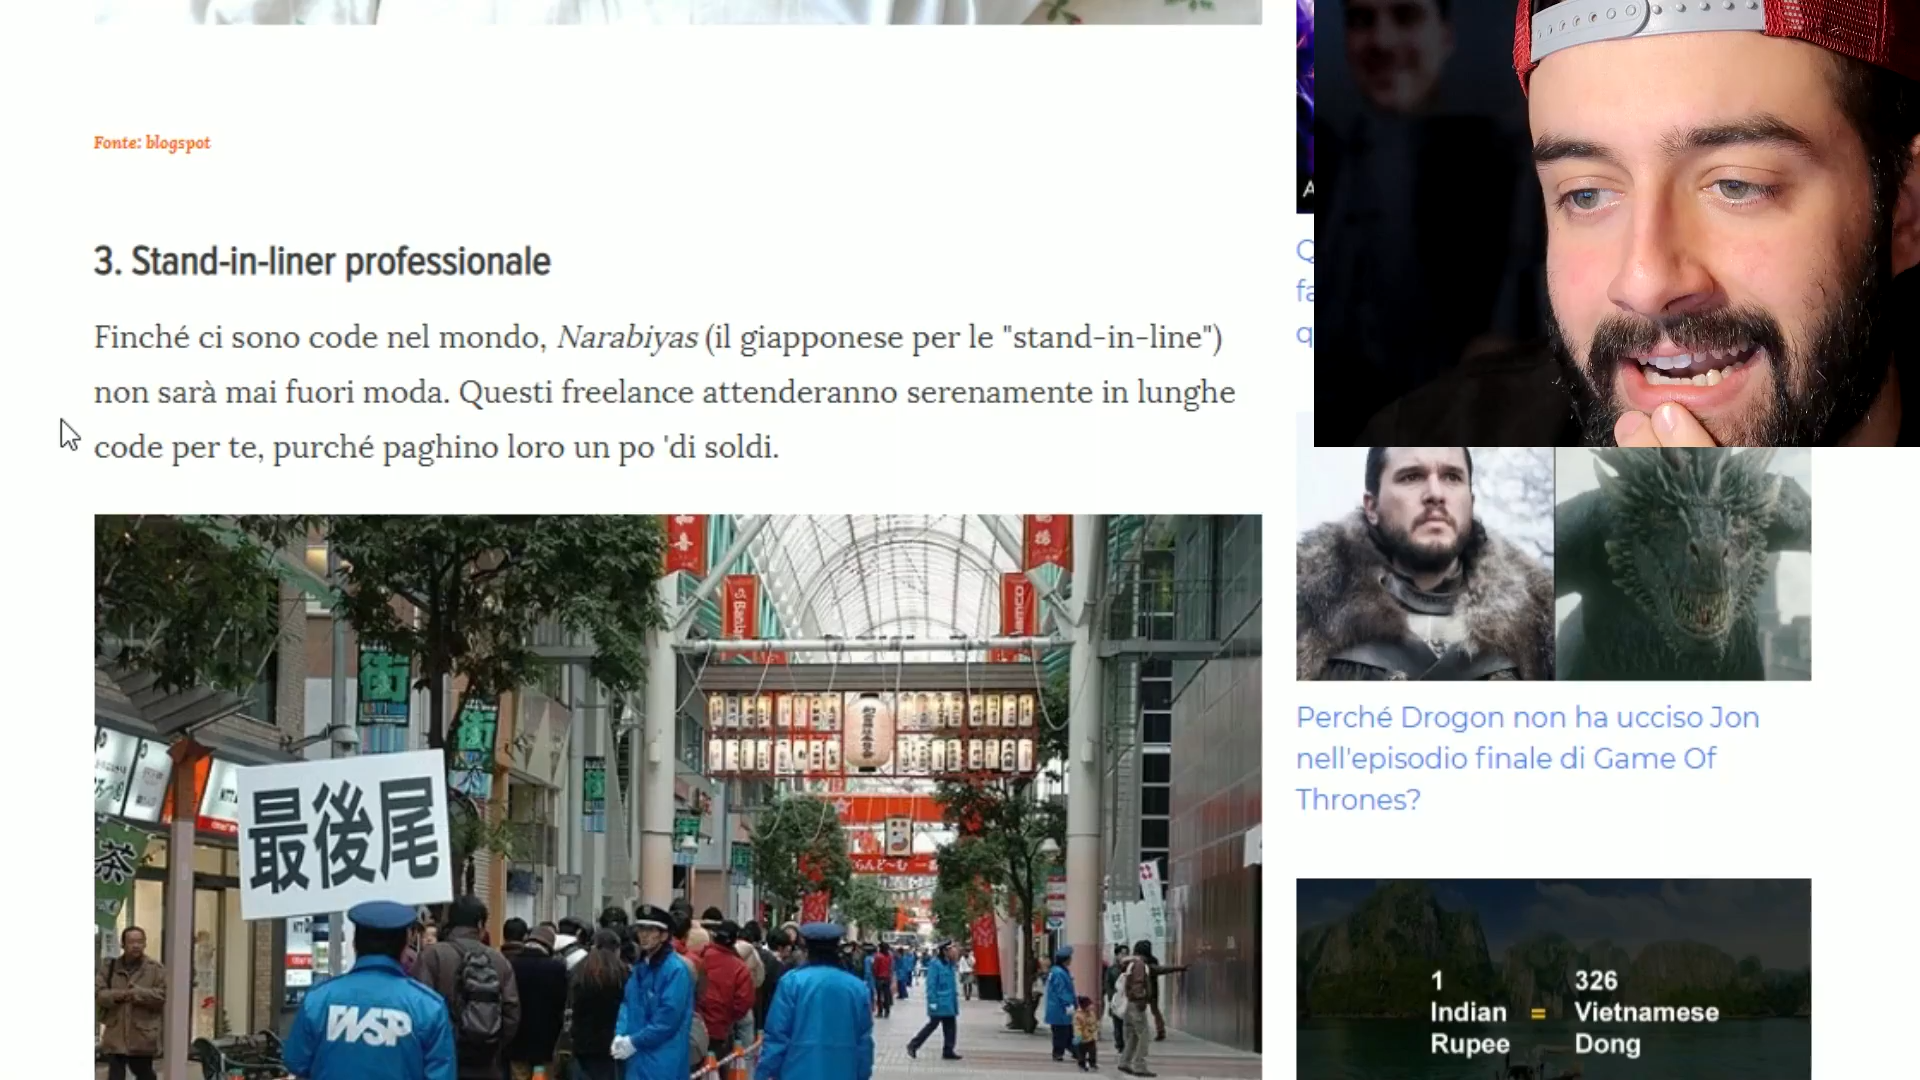 Fonte: blogspot
3. Stand-in-liner professionale
Finché ci sono code nel mondo, Narabiyas (il giapponese per le "stand-in-line")
non sarà mai fuori moda. Questi freelance attenderanno serenamente in lunghe
code per te, purché paghino loro un po 'di soldi.
最後尾
街
街
茶
WSP
Perché Drogon non ha ucciso Jon
nell'episodio finale di Game Of
Thrones?
1
Indian
Rupee
=
326
Vietnamese
Dong